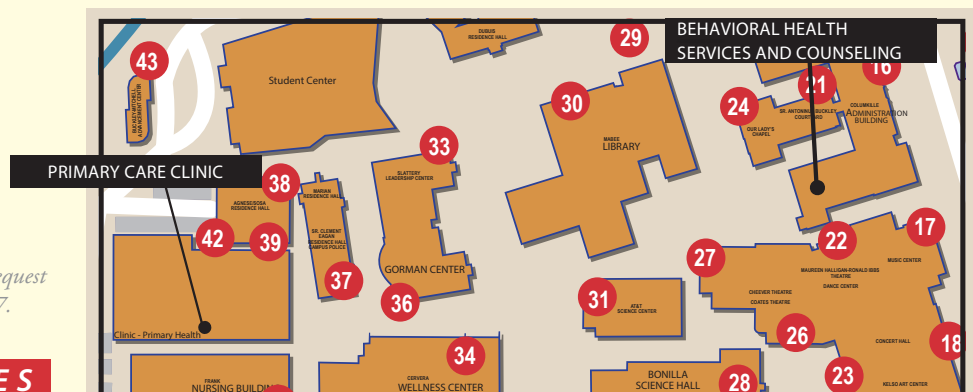 DUBUIS
RESIDENCE HALL
29
BEHAVIORAL HEALTH
SERVICES AND COUNSELING
43
BUCKLEY-MITCHELL
ADVANCEMENT CENTER
Student Center
30
MABEE
LIBRARY
16
21
24
SR. ANTONINUS BUCKLEY
COURTYARD
OUR LADY'S
CHAPEL
COLUMKILLE
ADMINISTRATION
BUILDING
33
SLATTERY
LEADERSHIP CENTER
PRIMARY CARE CLINIC
38
AGNESE/SOSA
RESIDENCE HALL
MARIAN
RESIDENCE HALL
42
39
SR. CLEMENT
EAGAN
RESIDENCE HALL
CAMPUS POLICE
37
GORMAN CENTER
36
22
17
27
MUSIC CENTER
MAUREEN HALLIGAN-RONALD IBBS
THEATRE
DANCE CENTER
CHEEVER THEATRE
COATES THEATRE
equest
7.
31
AT&T
SCIENCE CENTER
26
CONCERT HALL
18
Clinic - Primary Health
34
E S
FRANK
NURSING BUILDING
CERVERA
WELLNESS CENTER
BONILLA
SCIENCE HALL
28
23
KELSO ART CENTER